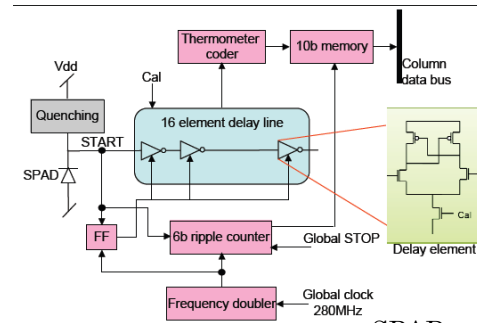 Thermometer
coder
10b memory
Column
data bus
Vdd
Cal
Quenching
16 element delay line
START
SPAD
Cal
FF
6b ripple counter
Global STOP
Delay element
Frequency doubler
Global clock
280MHz